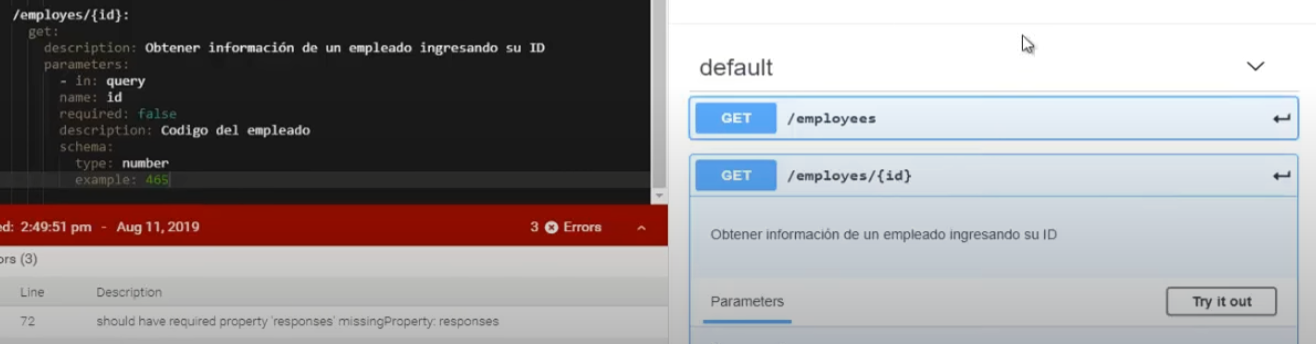 /employes/{id}:
get:
description: Obtener información de un empleado ingresando su ID
parameters:
- in: query
name: id
required: false
description: Codigo del empleado
schema:
type: number
example: 465
ed: 2:49:51 pm - Aug 11, 2019
3 Errors
ors (3)
Line Description
72 should have required property 'responses' missingProperty: responses
default
GET /employees
GET /employes/{id}
Obtener información de un empleado ingresando su ID
Parameters
Try it out